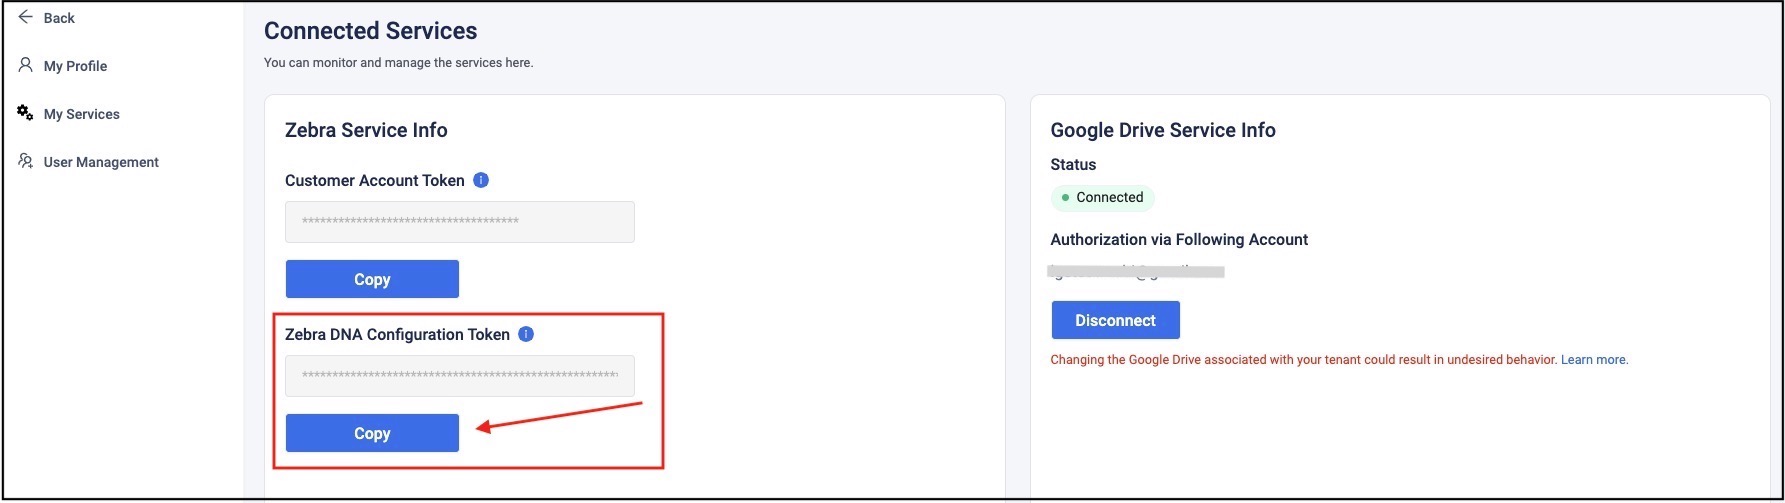 Back
My Profile
My Services
User Management
Connected Services
You can monitor and manage the services here.
Zebra Service Info
Customer Account Token
************************************
Copy
Zebra DNA Configuration Token
*****************************************************
Copy
Google Drive Service Info
Status
Connected
Authorization via Following Account
Disconnect
Changing the Google Drive associated with your tenant could result in undesired behavior. Learn more.